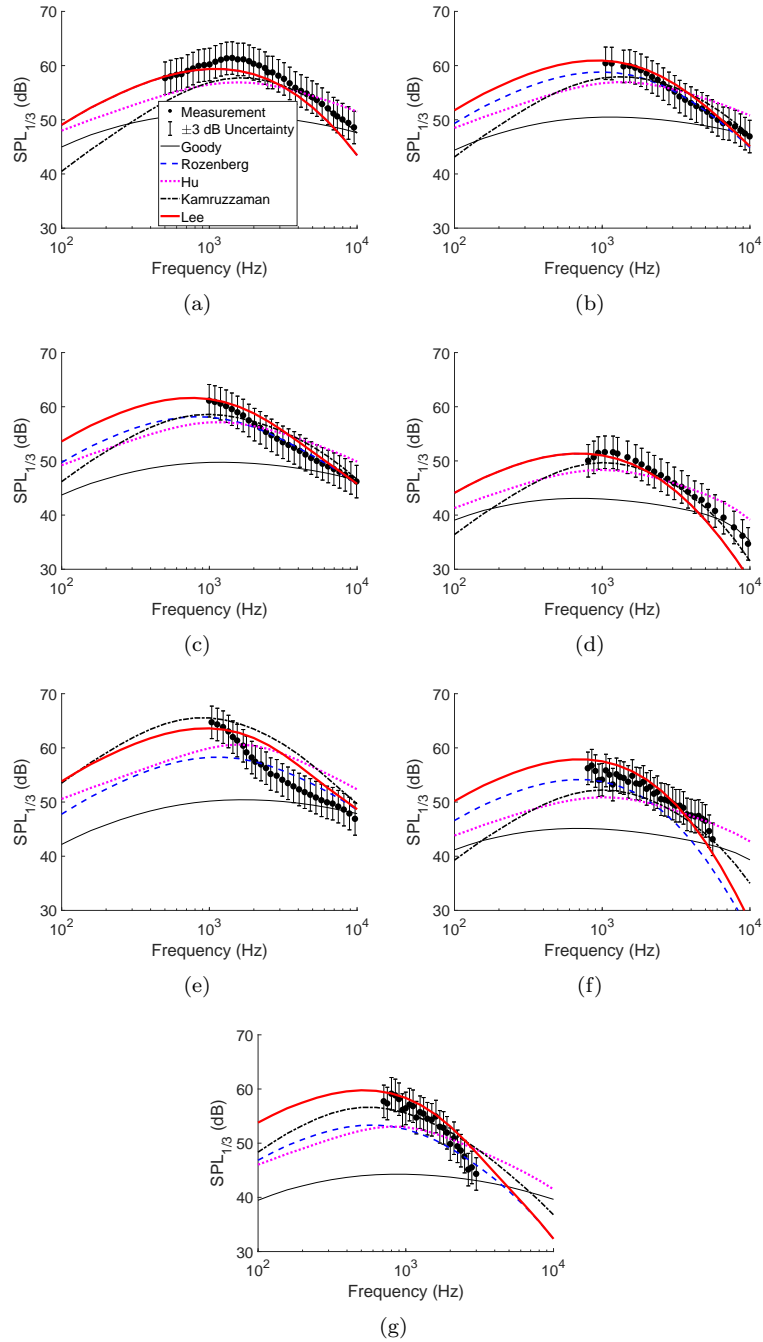 70
60
50
40
30
SPL1/3 (dB)
Measurement
±3 dB Uncertainty
Goody
Rozenberg
Hu
Kamruzzaman
Lee
10^2 10^3 10^4
Frequency (Hz)
(a)
70
60
50
40
30
SPL1/3 (dB)
10^2 10^3 10^4
Frequency (Hz)
(b)
70
60
50
40
30
SPL1/3 (dB)
10^2 10^3 10^4
Frequency (Hz)
(c)
70
60
50
40
30
SPL1/3 (dB)
10^2 10^3 10^4
Frequency (Hz)
(d)
70
60
50
40
30
SPL1/3 (dB)
10^2 10^3 10^4
Frequency (Hz)
(e)
70
60
50
40
30
SPL1/3 (dB)
10^2 10^3 10^4
Frequency (Hz)
(f)
70
60
50
40
30
SPL1/3 (dB)
10^2 10^3 10^4
Frequency (Hz)
(g)